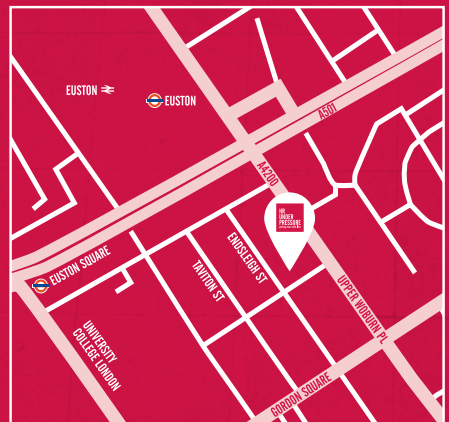 EUSTON
EUSTON
A501
A4200
HR
UNDER
PRESSURE
EUSTON SQUARE
ENDSLEIGH ST
TAVITON ST
UPPER WOBURN PL
UNIVERSITY
COLLEGE LONDON
GORDON SQUARE